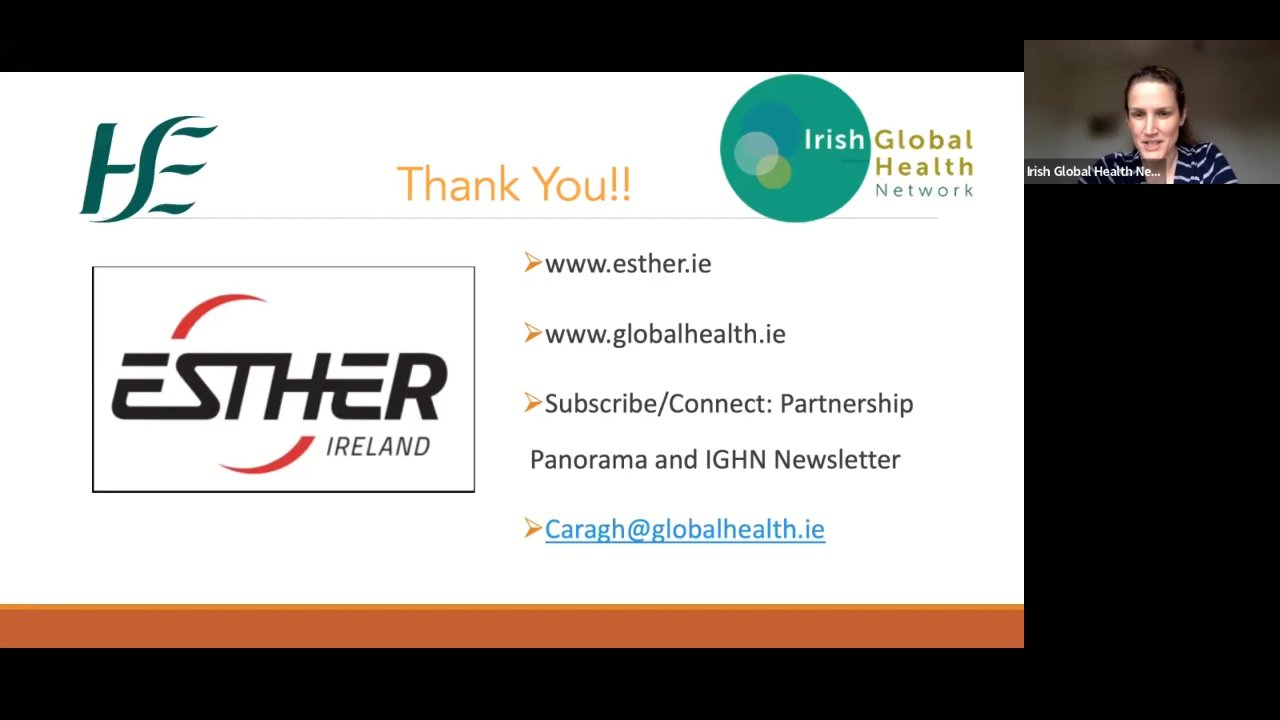 HSE
Thank You!!
Irish Global
Health
Network
ESTHER
IRELAND
www.esther.ie
www.globalhealth.ie
Subscribe/Connect: Partnership
Panorama and IGHN Newsletter
Caragh@globalhealth.ie
Irish Global Health Ne...